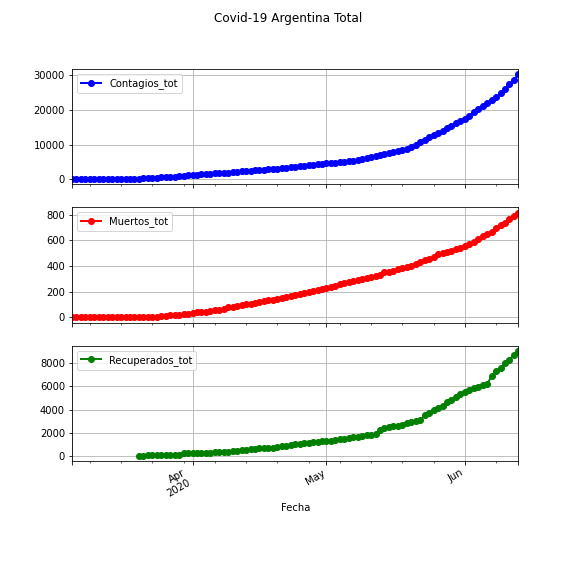 Covid-19 Argentina Total
30000
20000
10000
0
Contagios_tot
800
600
400
200
0
Muertos_tot
8000
6000
4000
2000
0
Recuperados_tot
Apr
2020
May
Jun
Fecha